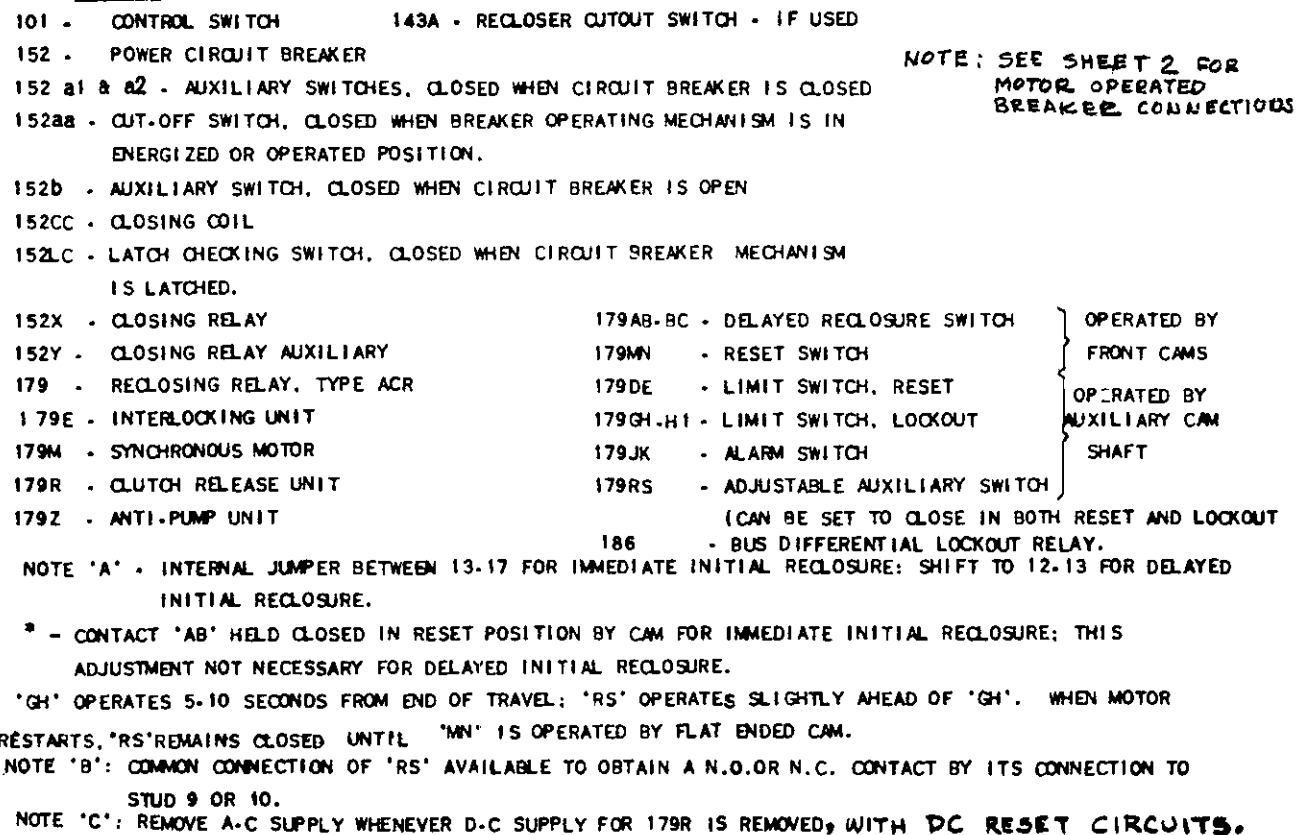 101 - CONTROL SWITCH 143A - RECLOSER CUTOUT SWITCH - IF USED
152 - POWER CIRCUIT BREAKER
NOTE: SEE SHEET 2 FOR
MOTOR OPERATED
BREAKER CONNECTIONS
152 a1 & a2 - AUXILIARY SWITCHES, CLOSED WHEN CIRCUIT BREAKER IS CLOSED
152aa - CUT-OFF SWITCH, CLOSED WHEN BREAKER OPERATING MECHANISM IS IN
ENERGIZED OR OPERATED POSITION.
152b - AUXILIARY SWITCH, CLOSED WHEN CIRCUIT BREAKER IS OPEN
152CC - CLOSING COIL
152LC - LATCH CHECKING SWITCH, CLOSED WHEN CIRCUIT BREAKER MECHANISM
IS LATCHED.
152X - CLOSING RELAY
152Y - CLOSING RELAY AUXILIARY
179 - RECLOSING RELAY, TYPE ACR
179E - INTERLOCKING UNIT
179M - SYNCHRONOUS MOTOR
179R - CLUTCH RELEASE UNIT
179Z - ANTI-PUMP UNIT
179AB-BC - DELAYED RECLOSURE SWITCH
179MN - RESET SWITCH
OPERATED BY
FRONT CAMS
179DE - LIMIT SWITCH, RESET
179GH-HI - LIMIT SWITCH, LOCKOUT
179JK - ALARM SWITCH
179RS - ADJUSTABLE AUXILIARY SWITCH
OPERATED BY
AUXILIARY CAM
SHAFT
(CAN BE SET TO CLOSE IN BOTH RESET AND LOCKOUT
186 - BUS DIFFERENTIAL LOCKOUT RELAY.
NOTE 'A' - INTERNAL JUMPER BETWEEN 13-17 FOR IMMEDIATE INITIAL RECLOSURE: SHIFT TO 12-13 FOR DELAYED
INITIAL RECLOSURE.
* - CONTACT 'AB' HELD CLOSED IN RESET POSITION BY CAM FOR IMMEDIATE INITIAL RECLOSURE; THIS
ADJUSTMENT NOT NECESSARY FOR DELAYED INITIAL RECLOSURE.
'GH' OPERATES 5-10 SECONDS FROM END OF TRAVEL; 'RS' OPERATES SLIGHTLY AHEAD OF 'GH'. WHEN MOTOR
RESTARTS, 'RS' REMAINS CLOSED UNTIL 'MN' IS OPERATED BY FLAT ENDED CAM.
NOTE 'B': COMMON CONNECTION OF 'RS' AVAILABLE TO OBTAIN A N.O. OR N.C. CONTACT BY ITS CONNECTION TO
STUD 9 OR 10.
NOTE 'C': REMOVE A-C SUPPLY WHENEVER D-C SUPPLY FOR 179R IS REMOVED, WITH DC RESET CIRCUITS.